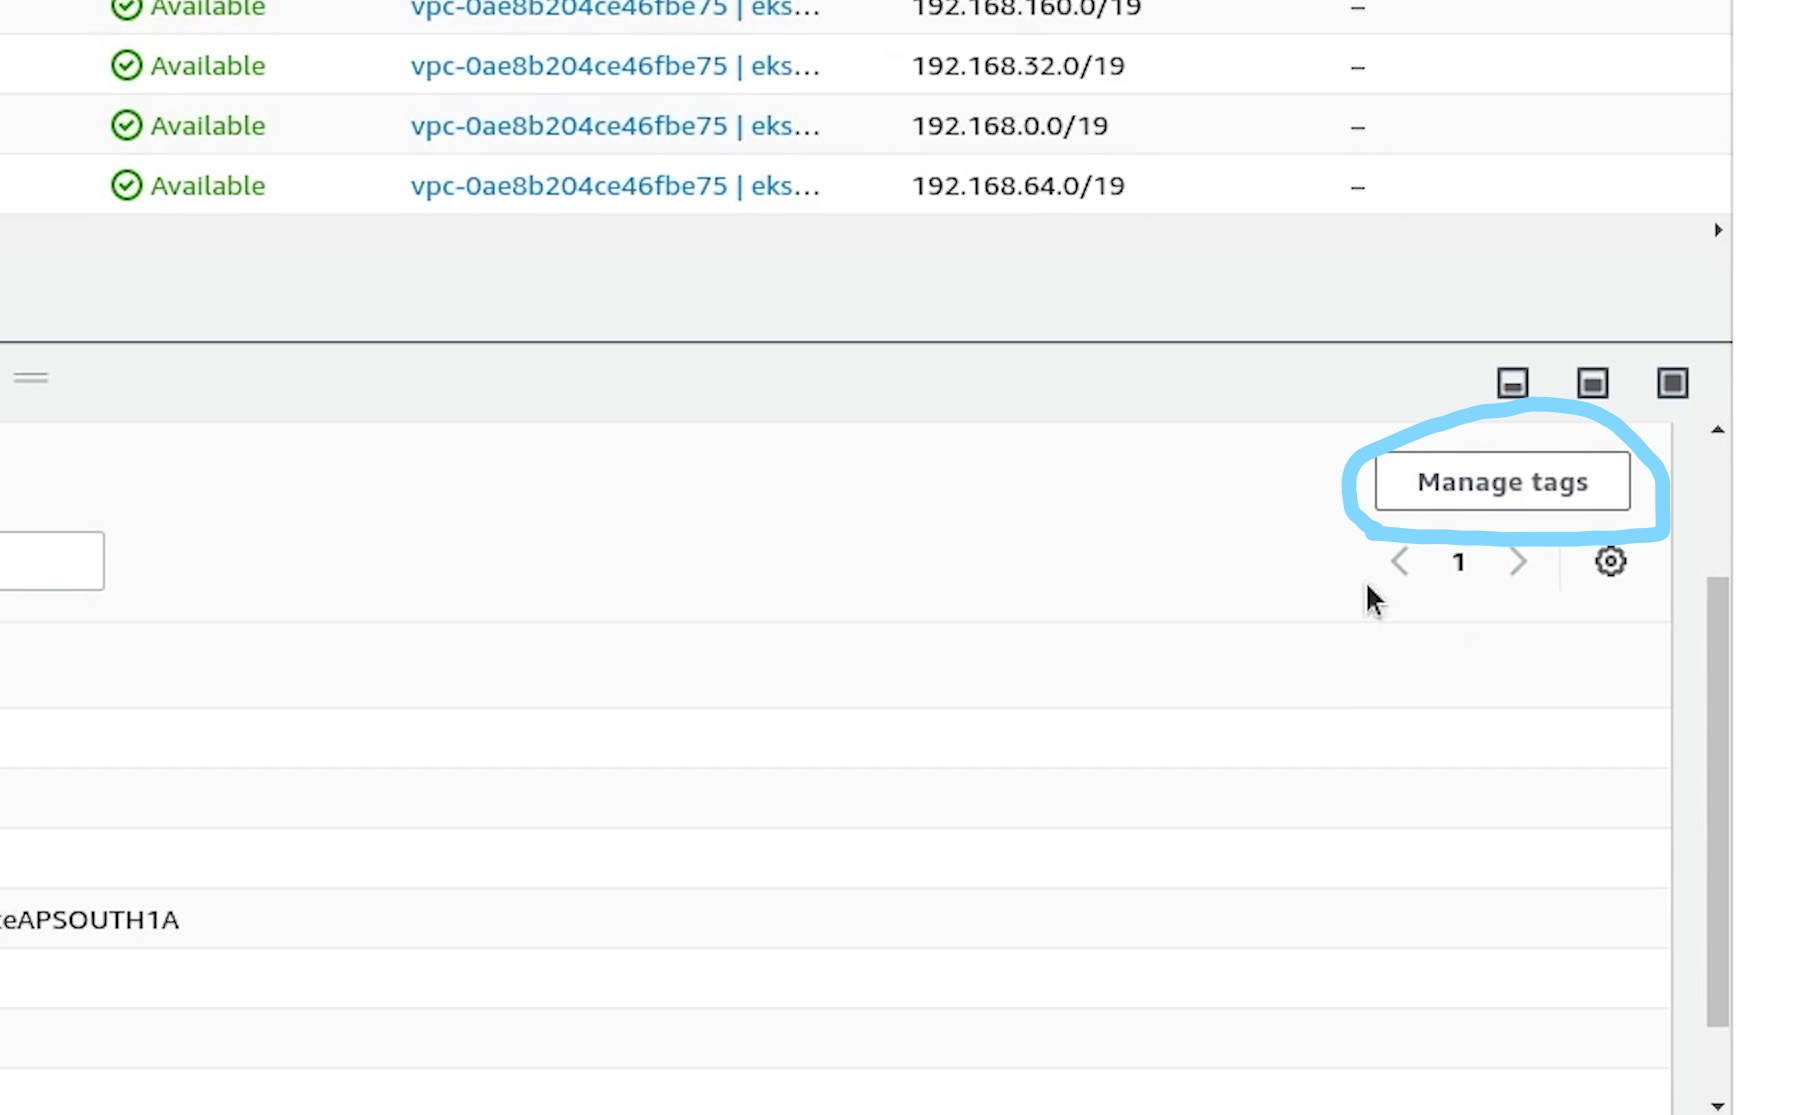 Available vpc-0ae8b204ce46fbe75 | eks... 192.168.160.0/19 –
Available vpc-0ae8b204ce46fbe75 | eks... 192.168.32.0/19 –
Available vpc-0ae8b204ce46fbe75 | eks... 192.168.0.0/19 –
Available vpc-0ae8b204ce46fbe75 | eks... 192.168.64.0/19 –
Manage tags
1
eAPSOUTH1A